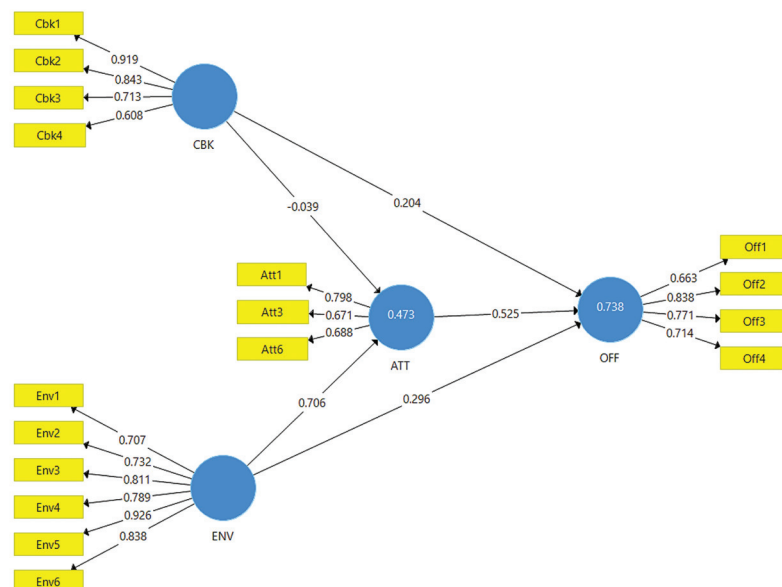 Cbk1
0.919
Cbk2
0.843
Cbk3
0.713
0.608
Cbk4
CBK
-0.039
0.204
Att1
0.798
Att3
0.671
Att6
0.688
0.473
ATT
0.525
0.738
OFF
Off1
0.663
Off2
0.838
Off3
0.771
0.714
Off4
0.706
0.296
Env1
0.707
Env2
0.732
Env3
0.811
Env4
0.789
Env5
0.926
0.838
Env6
ENV